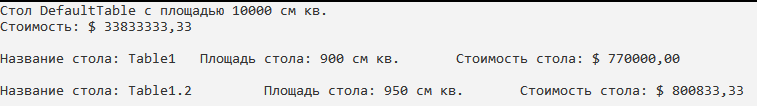 Стол DefaultTable с площадью 10000 см кв.
Стоимость: $ 33833333,33
Название стола: Table1 Площадь стола: 900 см кв. Стоимость стола: $ 770000,00
Название стола: Table1.2 Площадь стола: 950 см кв. Стоимость стола: $ 800833,33